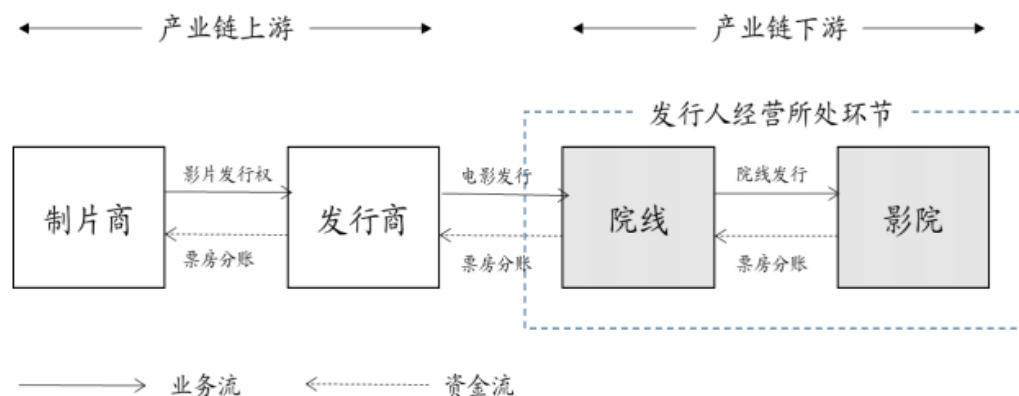 产业链上游 产业链下游
发行人经营所处环节
影片发行权 电影发行 院线发行
制片商 发行商 院线 影院
票房分账 票房分账 票房分账
业务流 资金流